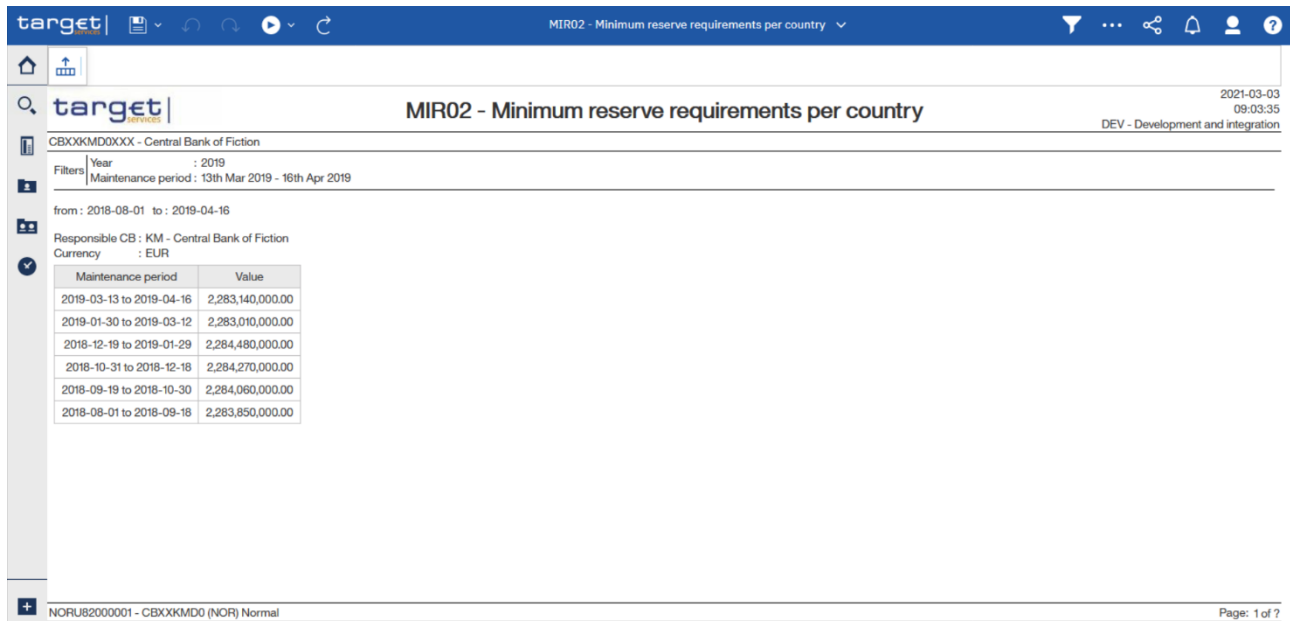 target| services
MIR02 - Minimum reserve requirements per country
target| services
MIR02 - Minimum reserve requirements per country
2021-03-03
09:03:35
DEV - Development and integration
CBXXKMD0XXX - Central Bank of Fiction
Filters
Year : 2019
Maintenance period : 13th Mar 2019 - 16th Apr 2019
from : 2018-08-01 to : 2019-04-16
Responsible CB : KM - Central Bank of Fiction
Currency : EUR
Maintenance period Value
2019-03-13 to 2019-04-16 2,283,140,000.00
2019-01-30 to 2019-03-12 2,283,010,000.00
2018-12-19 to 2019-01-29 2,284,480,000.00
2018-10-31 to 2018-12-18 2,284,270,000.00
2018-09-19 to 2018-10-30 2,284,060,000.00
2018-08-01 to 2018-09-18 2,283,850,000.00
NORU82000001 - CBXXKMD0 (NOR) Normal
Page: 1 of ?